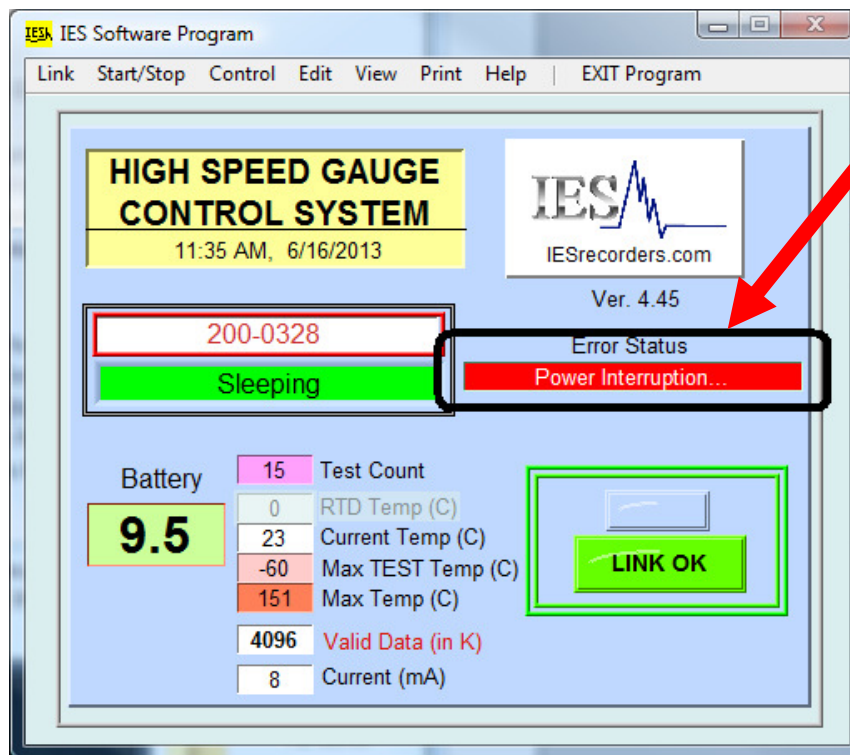 IESA IES Software Program
Link Start/Stop Control Edit View Print Help | EXIT Program
HIGH SPEED GAUGE
CONTROL SYSTEM
11:35 AM, 6/16/2013
IES
IESrecorders.com
Ver. 4.45
200-0328
Sleeping
Error Status
Power Interruption...
Battery
9.5
15 Test Count
0 RTD Temp (C)
23 Current Temp (C)
-60 Max TEST Temp (C)
151 Max Temp (C)
4096 Valid Data (in K)
8 Current (mA)
LINK OK